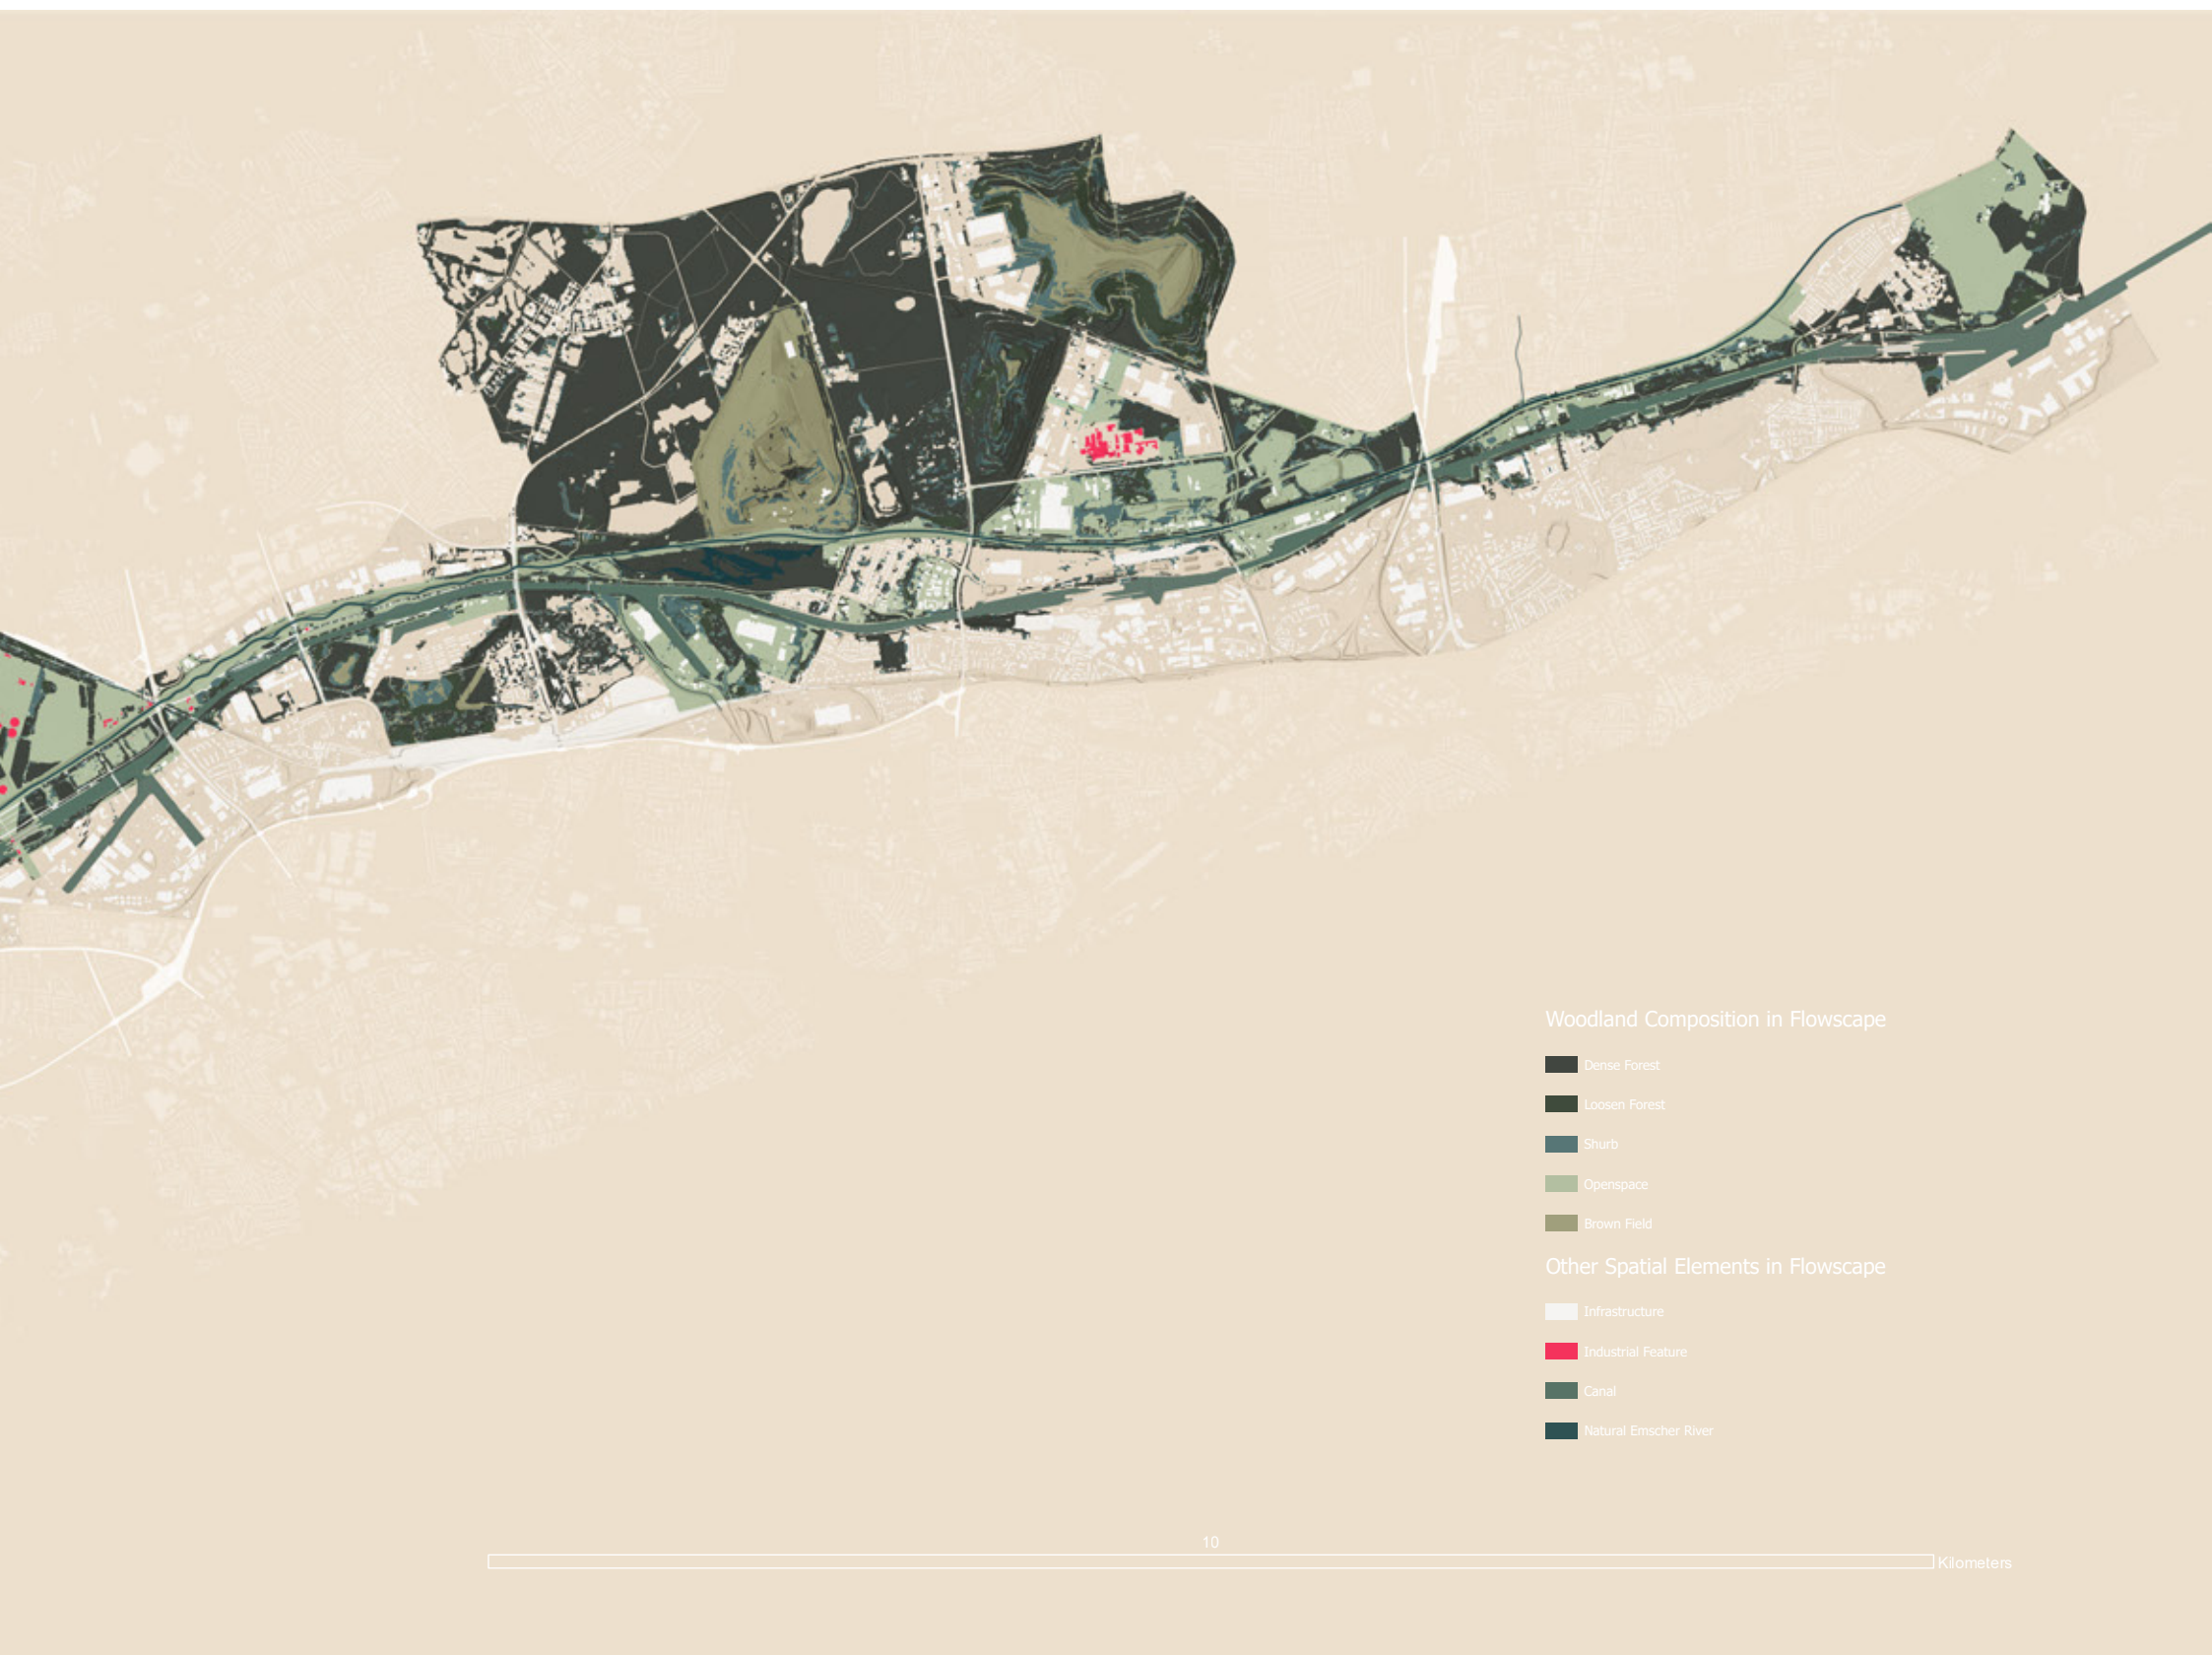 Woodland Composition in Flowscape
Dense Forest
Loosen Forest
Shurb
Openspace
Brown Field
Other Spatial Elements in Flowscape
Infrastructure
Industrial Feature
Canal
Natural Emscher River
10
Kilometers